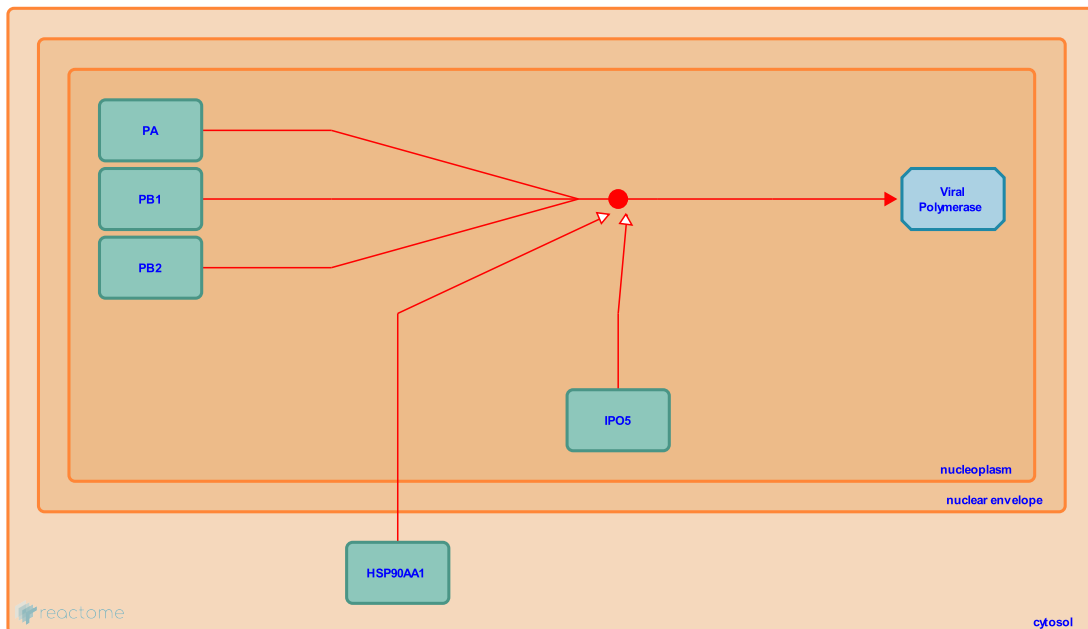 PA
PB1
PB2
Viral
Polymerase
IPO5
nucleoplasm
nuclear envelope
HSP90AA1
reactome
cytosol